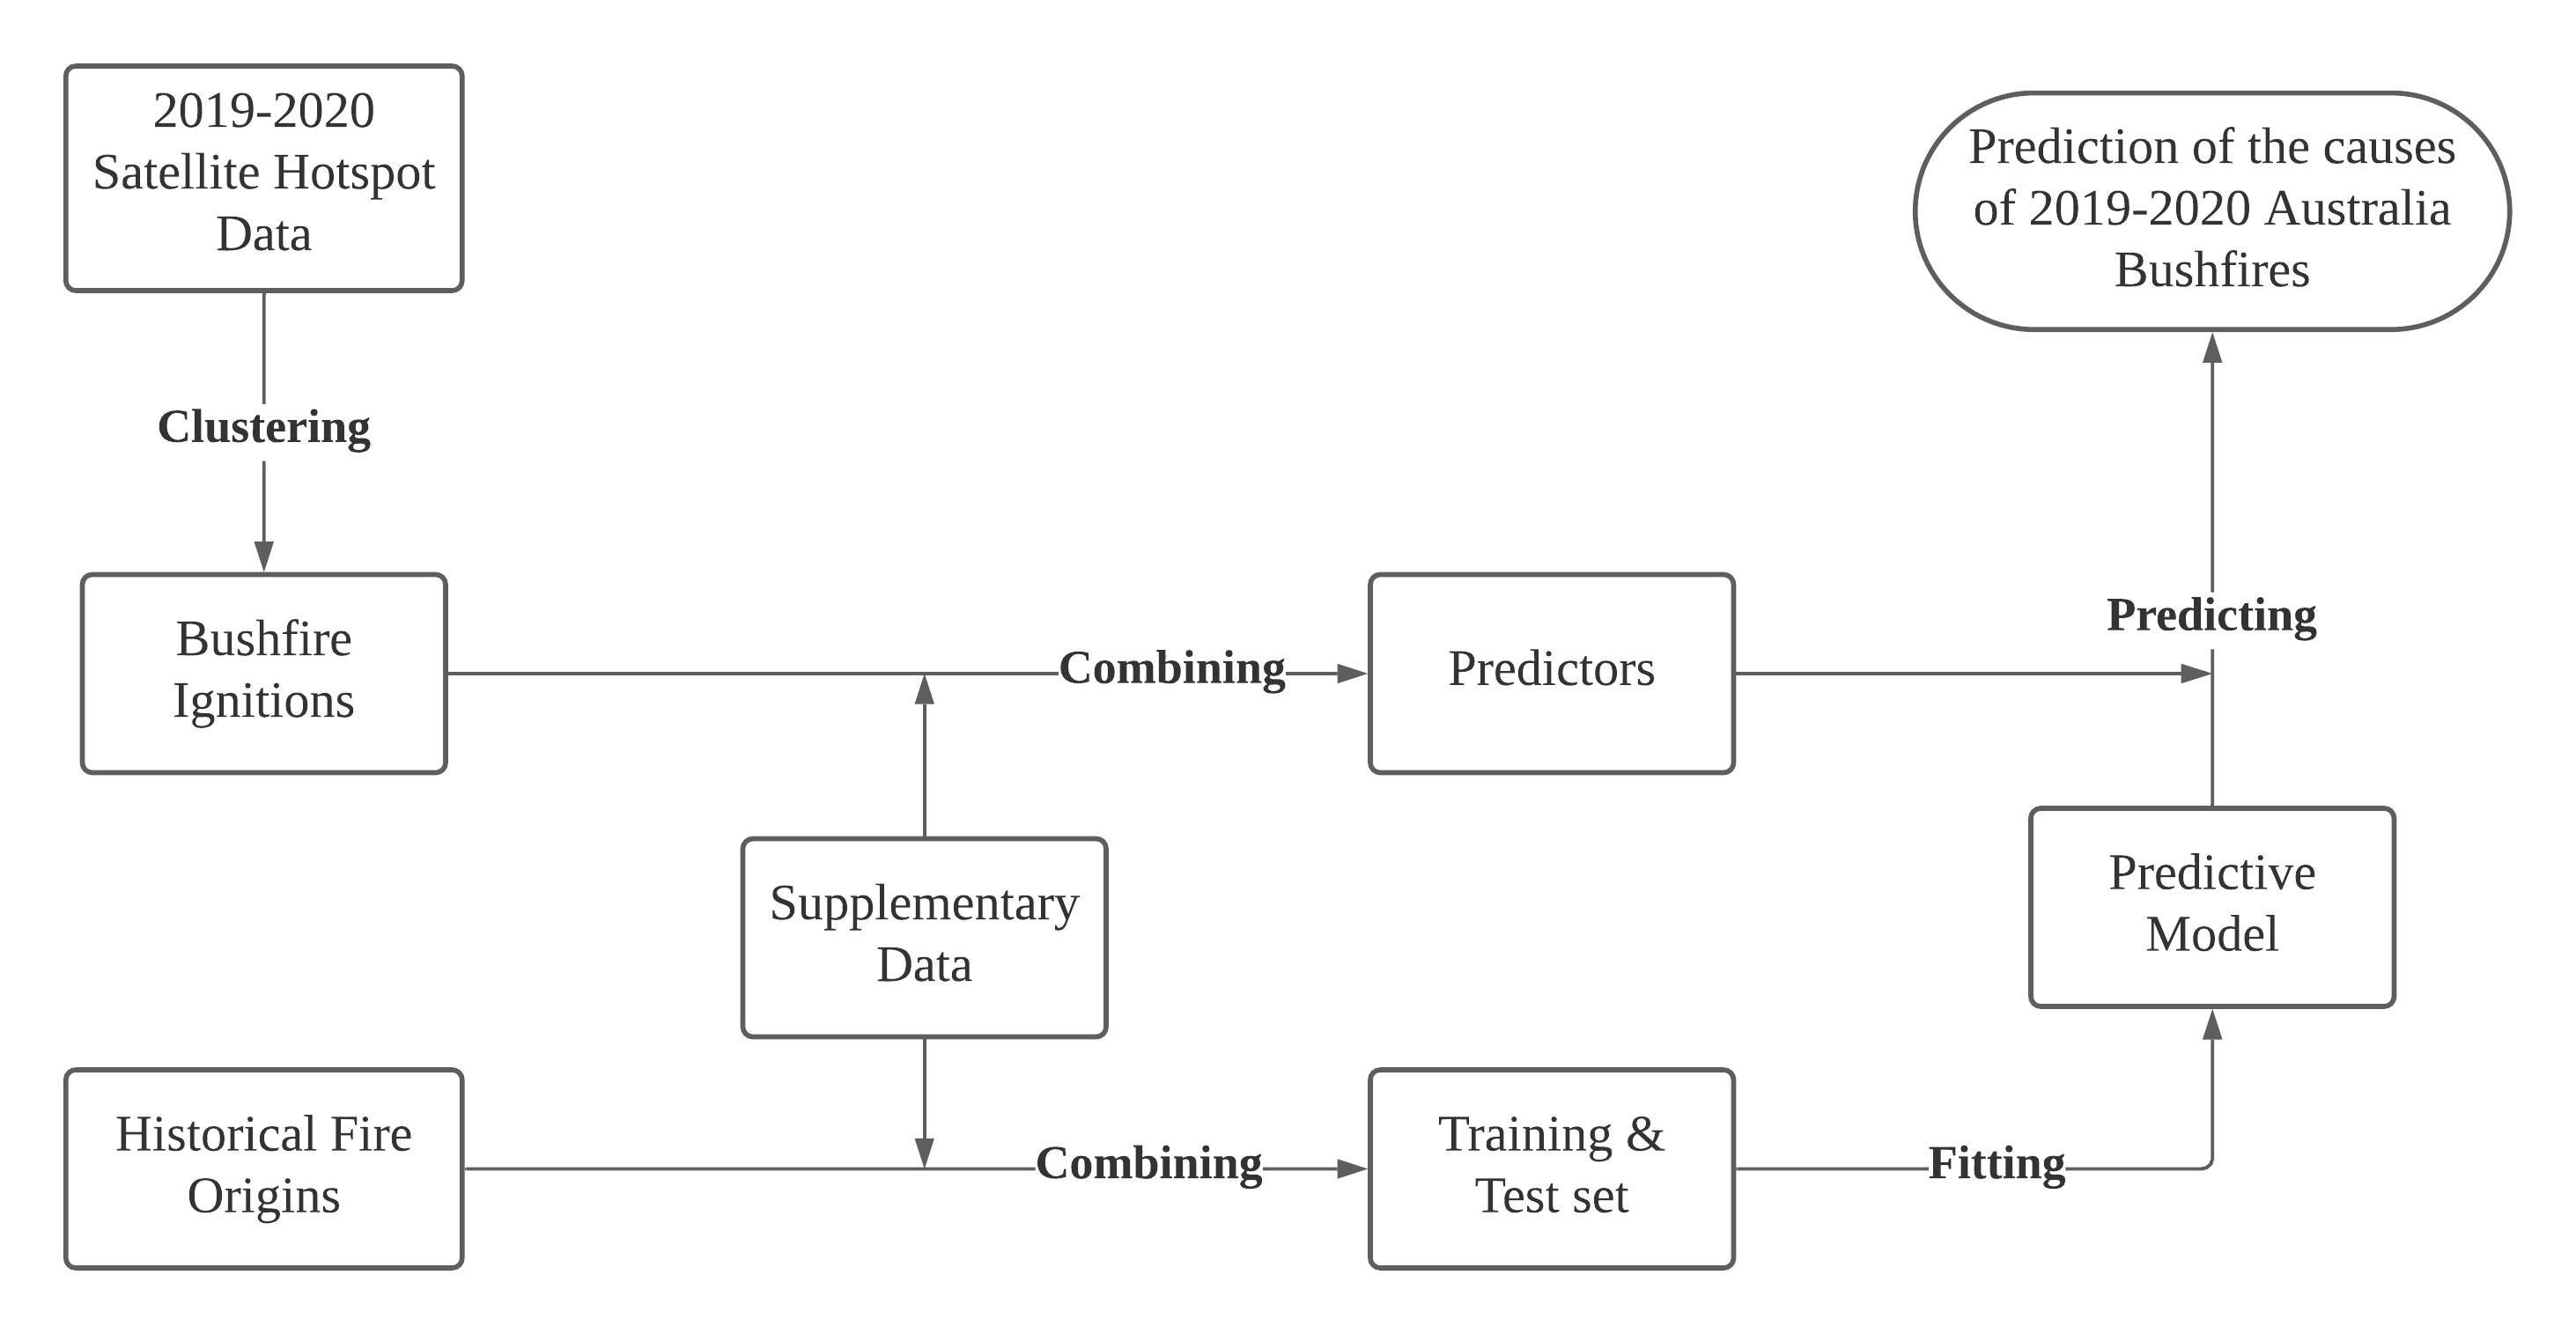 2019-2020
Satellite Hotspot
Data
Prediction of the causes
of 2019-2020 Australia
Bushfires
Clustering
Bushfire
Ignitions
Combining
Predictors
Predicting
Supplementary
Data
Predictive
Model
Historical Fire
Origins
Combining
Training &
Test set
Fitting